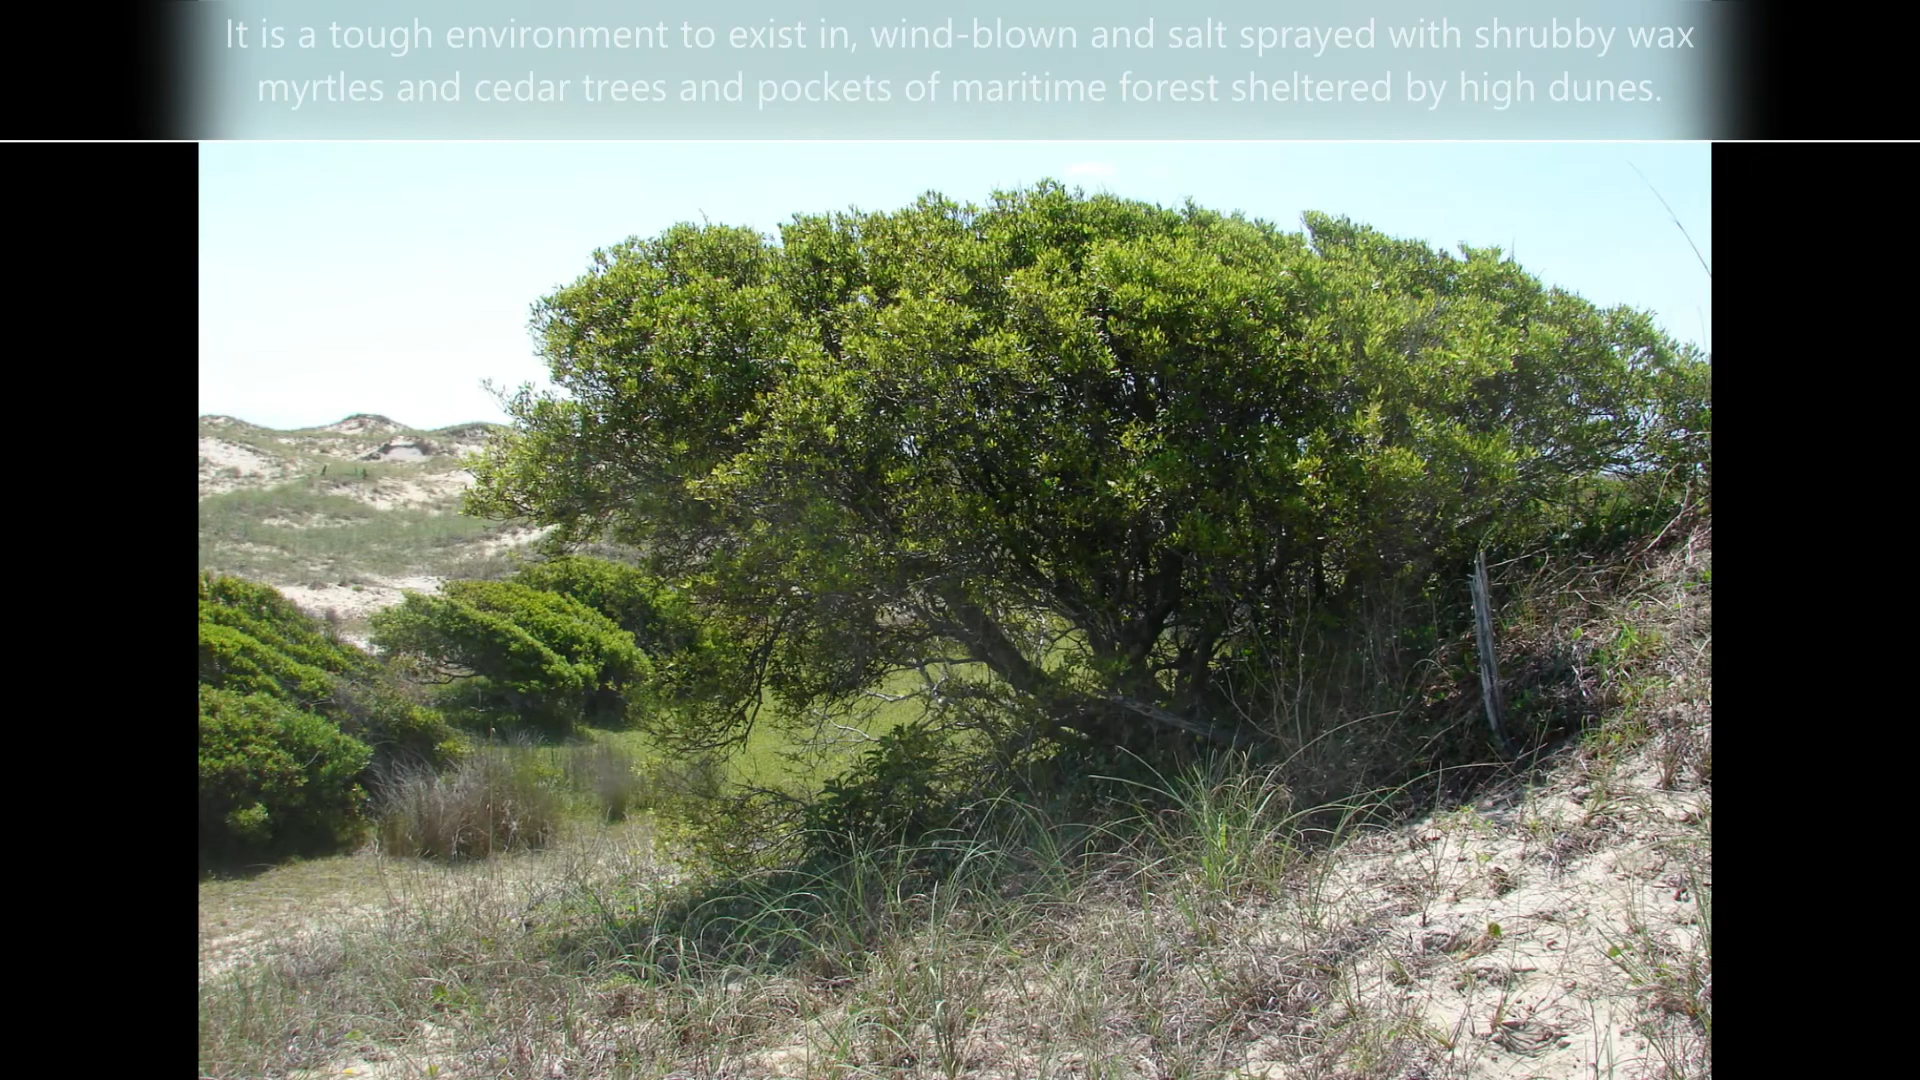 It is a tough environment to exist in, wind-blown and salt sprayed with shrubby wax
myrtles and cedar trees and pockets of maritime forest sheltered by high dunes.